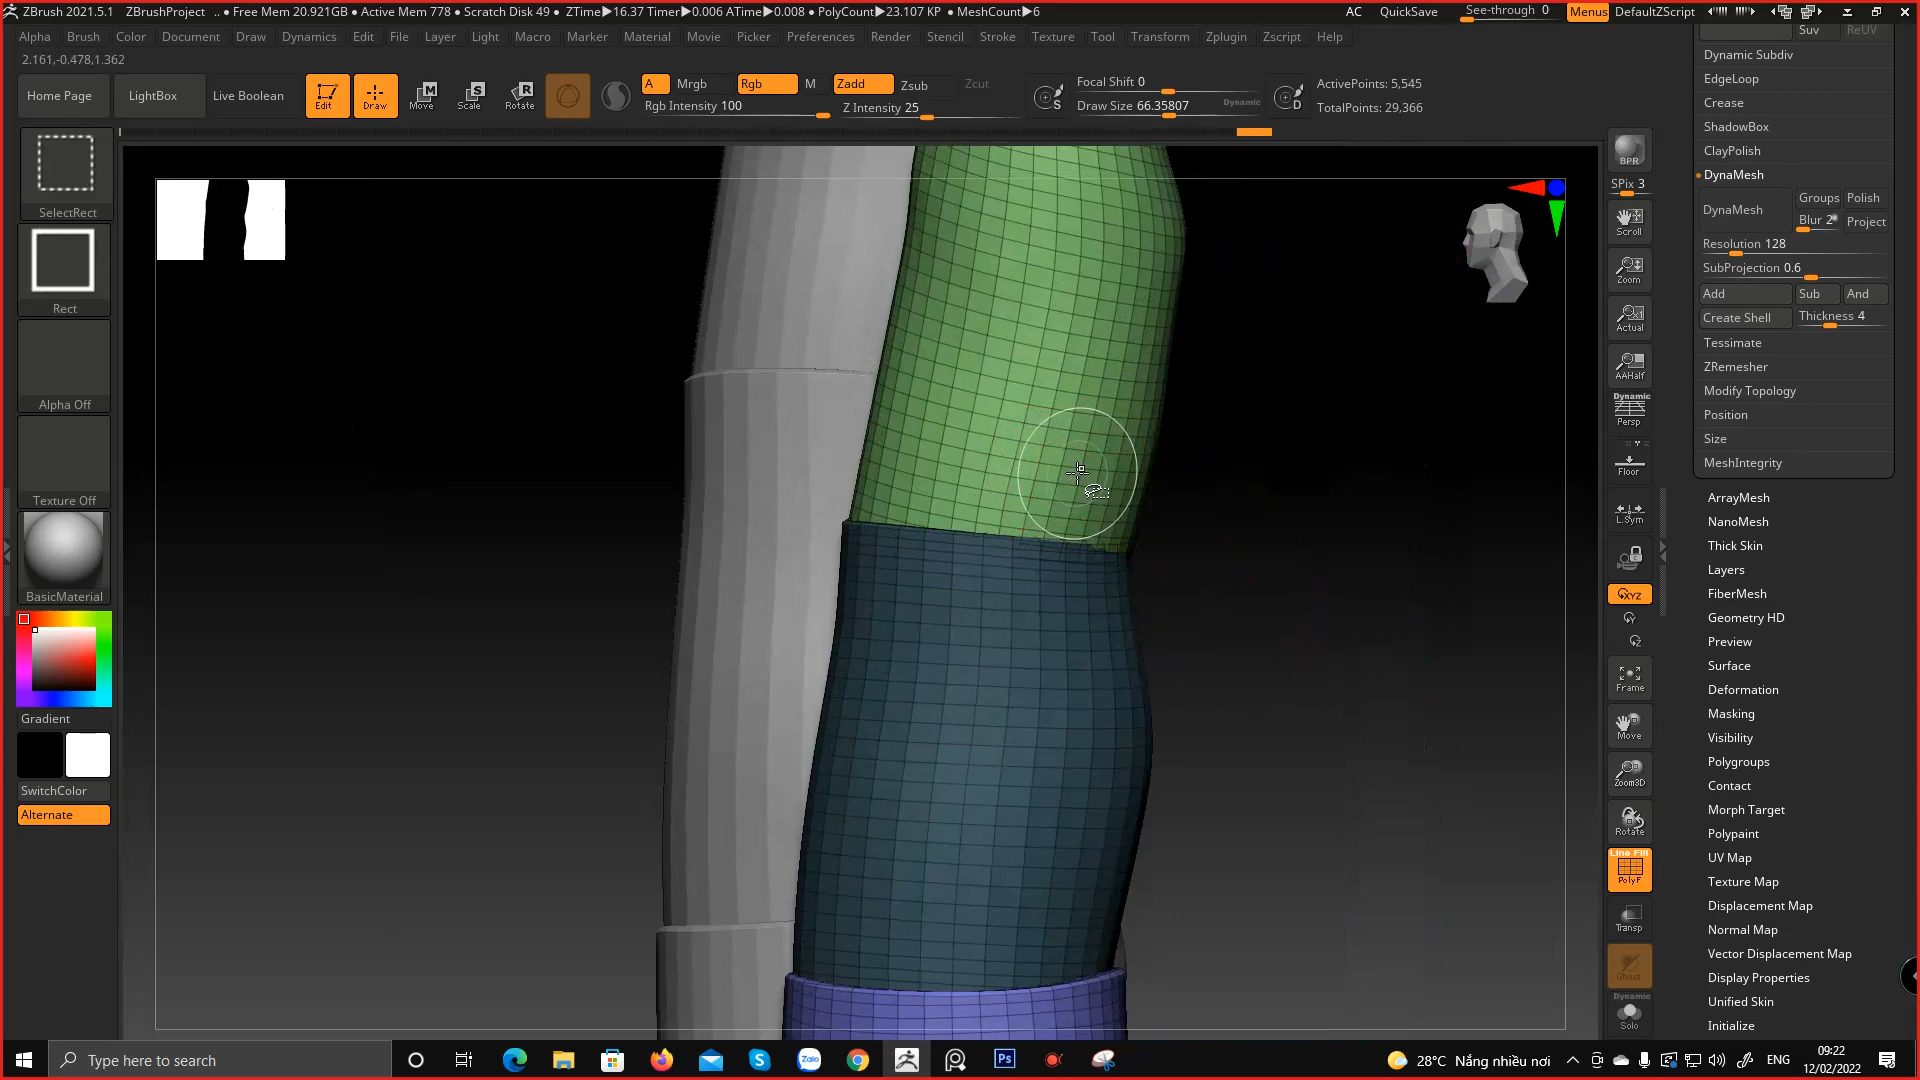 ZBrush 2021.5.1 ZBrushProject .. ● Free Mem 20.921GB ● Active Mem 778 ● Scratch Disk 49 ● ZTime▶16.37 Timer▶0.006 ATime▶0.008 ● PolyCount▶23.107 KP ● MeshCount▶6 AC QuickSave See-through 0 Menus DefaultZScript
Alpha Brush Color Document Draw Dynamics Edit File Layer Light Macro Marker Material Movie Picker Preferences Render Stencil Stroke Texture Tool Transform Zplugin Zscript Help
2.161,-0.478,1.362
Home Page LightBox Live Boolean Edit Draw Move Scale Rotate
A Mrgb Rgb M Zadd Zsub Zcut
Rgb Intensity 100 Z Intensity 25
Focal Shift 0
Draw Size 66.35807 Dynamic
ActivePoints: 5,545
TotalPoints: 29,366
SelectRect
Rect
Alpha Off
Texture Off
BasicMaterial
Gradient
SwitchColor
Alternate
BPR
SPix 3
Scroll
Zoom
Actual
AAHalf
Dynamic
Persp
Floor
L.Sym
XYZ
Frame
Move
Zoom3D
Rotate
Line Fill
PolyF
Transp
Ghost
Dynamic
Solo
Suv ReUV
Dynamic Subdiv
EdgeLoop
Crease
ShadowBox
ClayPolish
DynaMesh
DynaMesh Groups Polish
Blur 2 Project
Resolution 128
SubProjection 0.6
Add Sub And
Create Shell Thickness 4
Tessimate
ZRemesher
Modify Topology
Position
Size
MeshIntegrity
ArrayMesh
NanoMesh
Thick Skin
Layers
FiberMesh
Geometry HD
Preview
Surface
Deformation
Masking
Visibility
Polygroups
Contact
Morph Target
Polypaint
UV Map
Texture Map
Displacement Map
Normal Map
Vector Displacement Map
Display Properties
Unified Skin
Initialize
Type here to search
Zalo
Ps
28°C Nắng nhiều nơi
ENG
09:22
12/02/2022